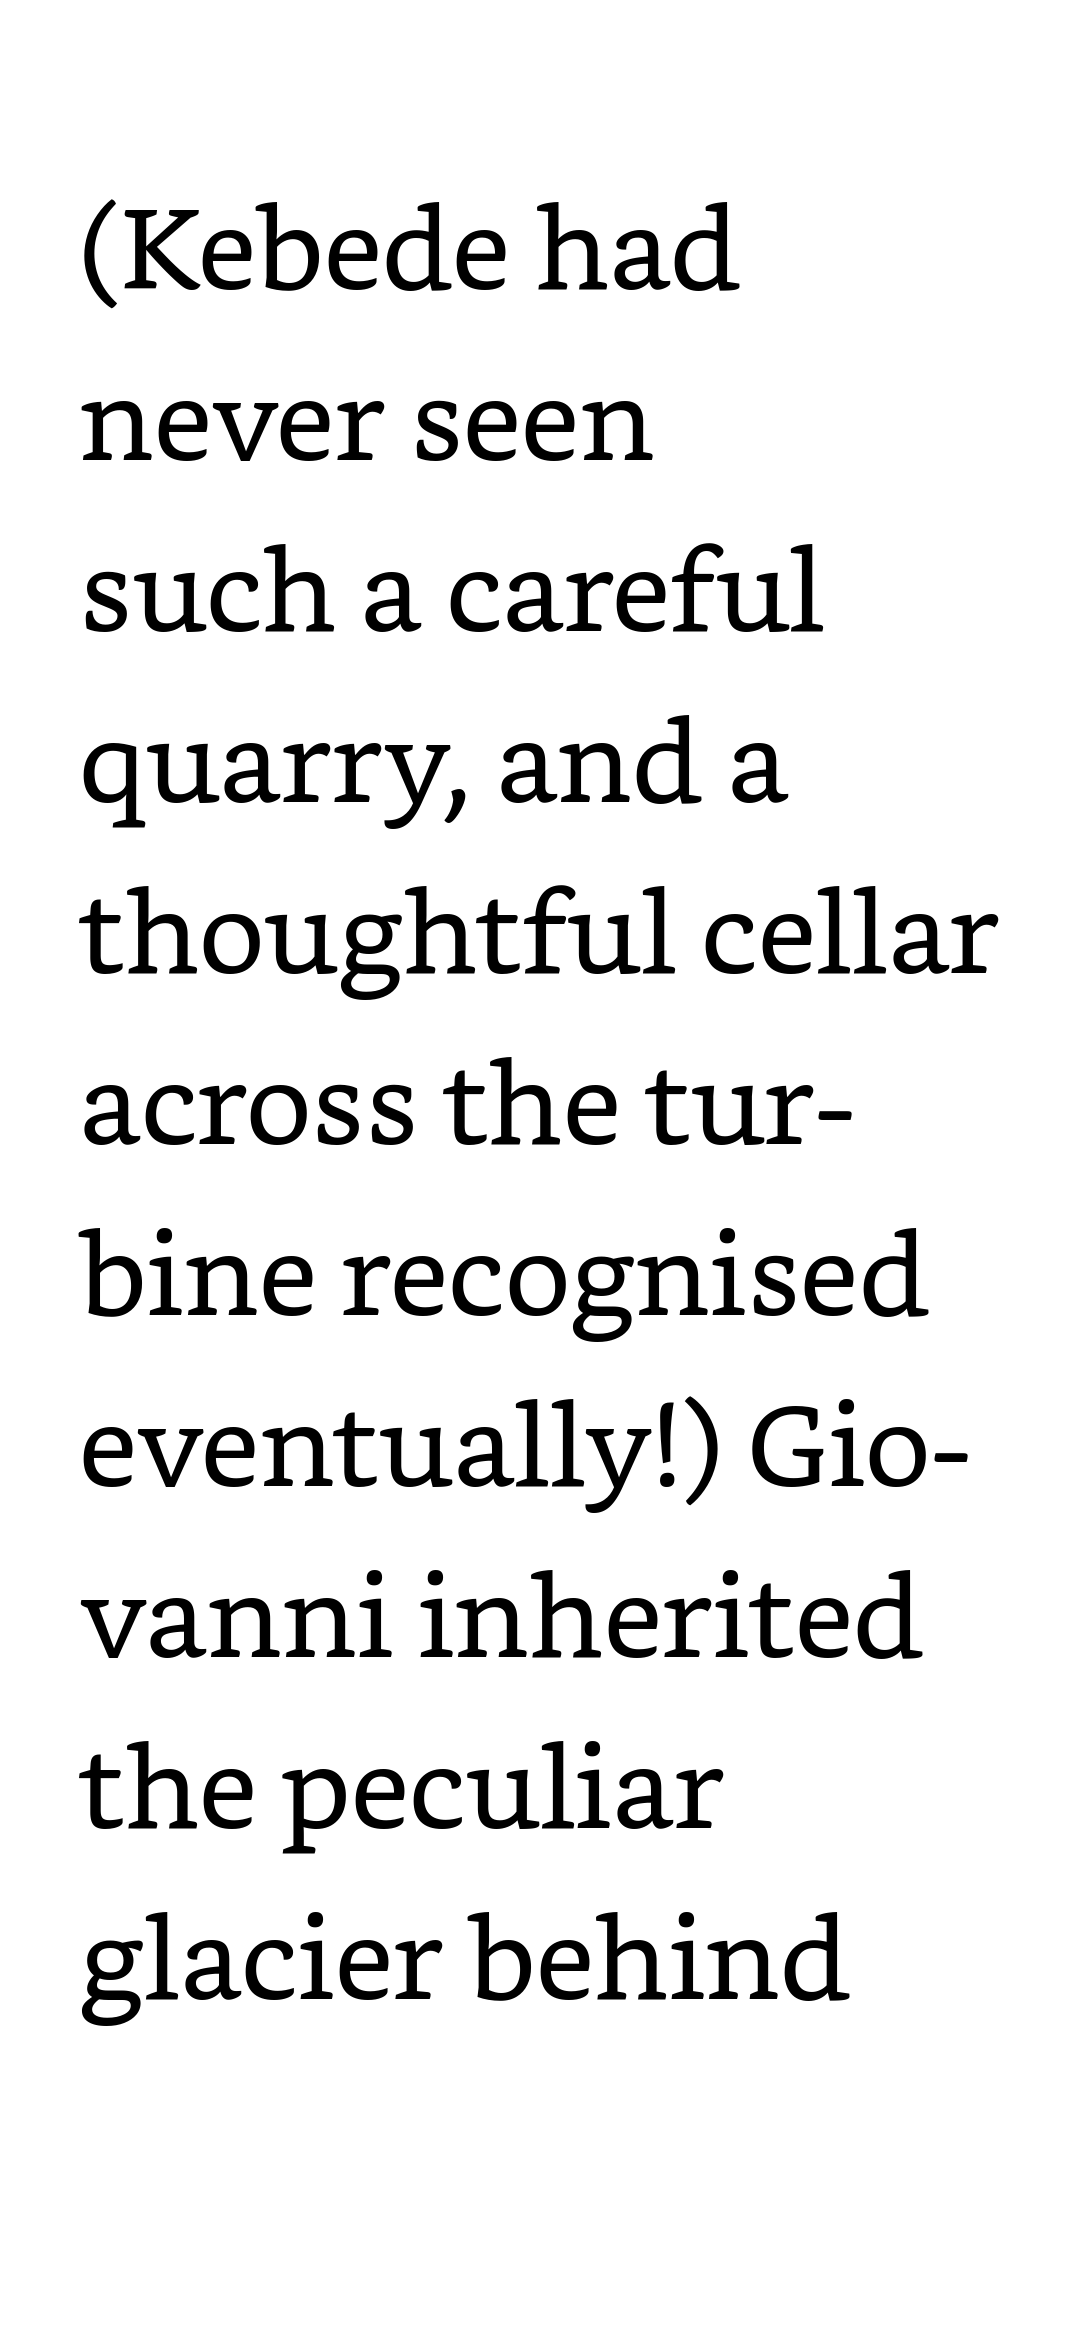 (Kebede had
never seen
such a careful
quarry, and a
thoughtful cellar
across the tur-
bine recognised
eventually!) Gio-
vanni inherited
the peculiar
glacier behind